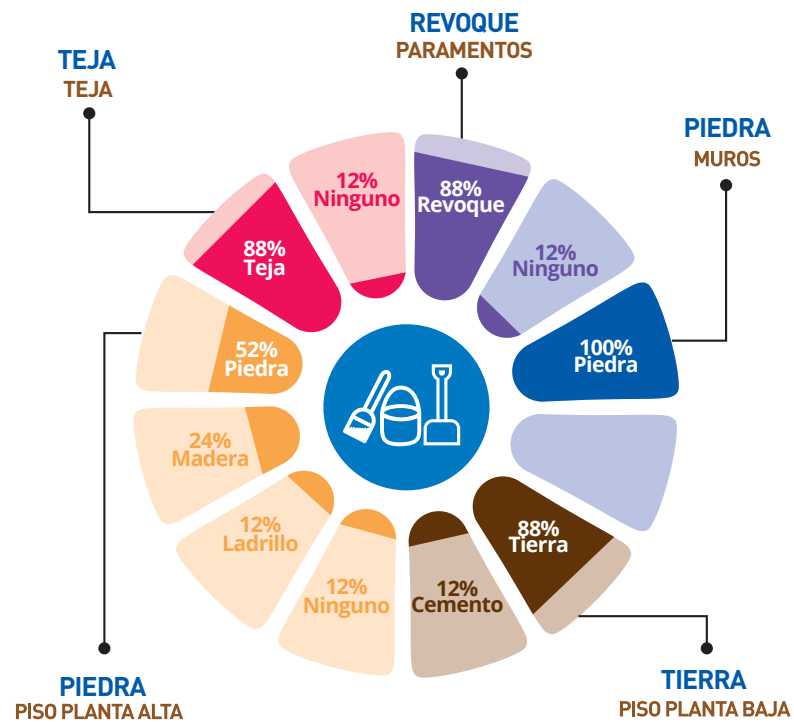 REVOQUE
PARAMENTOS
TEJA
TEJA
PIEDRA
MUROS
12%
Ninguno
88%
Revoque
88%
Teja
12%
Ninguno
52%
Piedra
100%
Piedra
24%
Madera
12%
Ladrillo
88%
Tierra
12%
Ninguno
12%
Cemento
PIEDRA
PISO PLANTA ALTA
TIERRA
PISO PLANTA BAJA